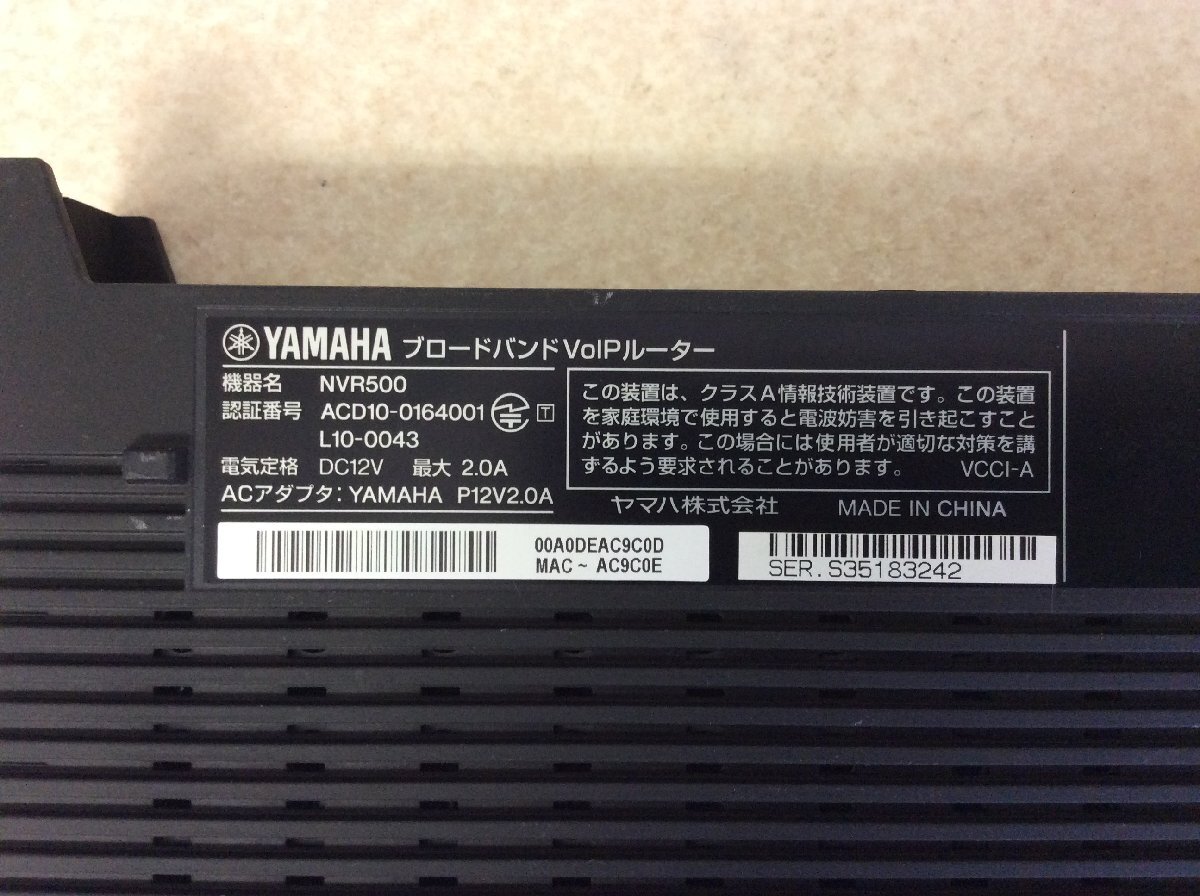 YAMAHA ブロードバンドVoIPルーター
機器名 NVR500
認証番号 ACD10-0164001 T
L10-0043
電気定格 DC12V 最大 2.0A
ACアダプタ: YAMAHA P12V2.0A
この装置は、クラスA情報技術装置です。この装置
を家庭環境で使用すると電波妨害を引き起こすこと
があります。この場合には使用者が適切な対策を講
ずるよう要求されることがあります。 VCCI-A
ヤマハ株式会社 MADE IN CHINA
00A0DEAC9C0D
MAC ~ AC9C0E
SER. S35183242